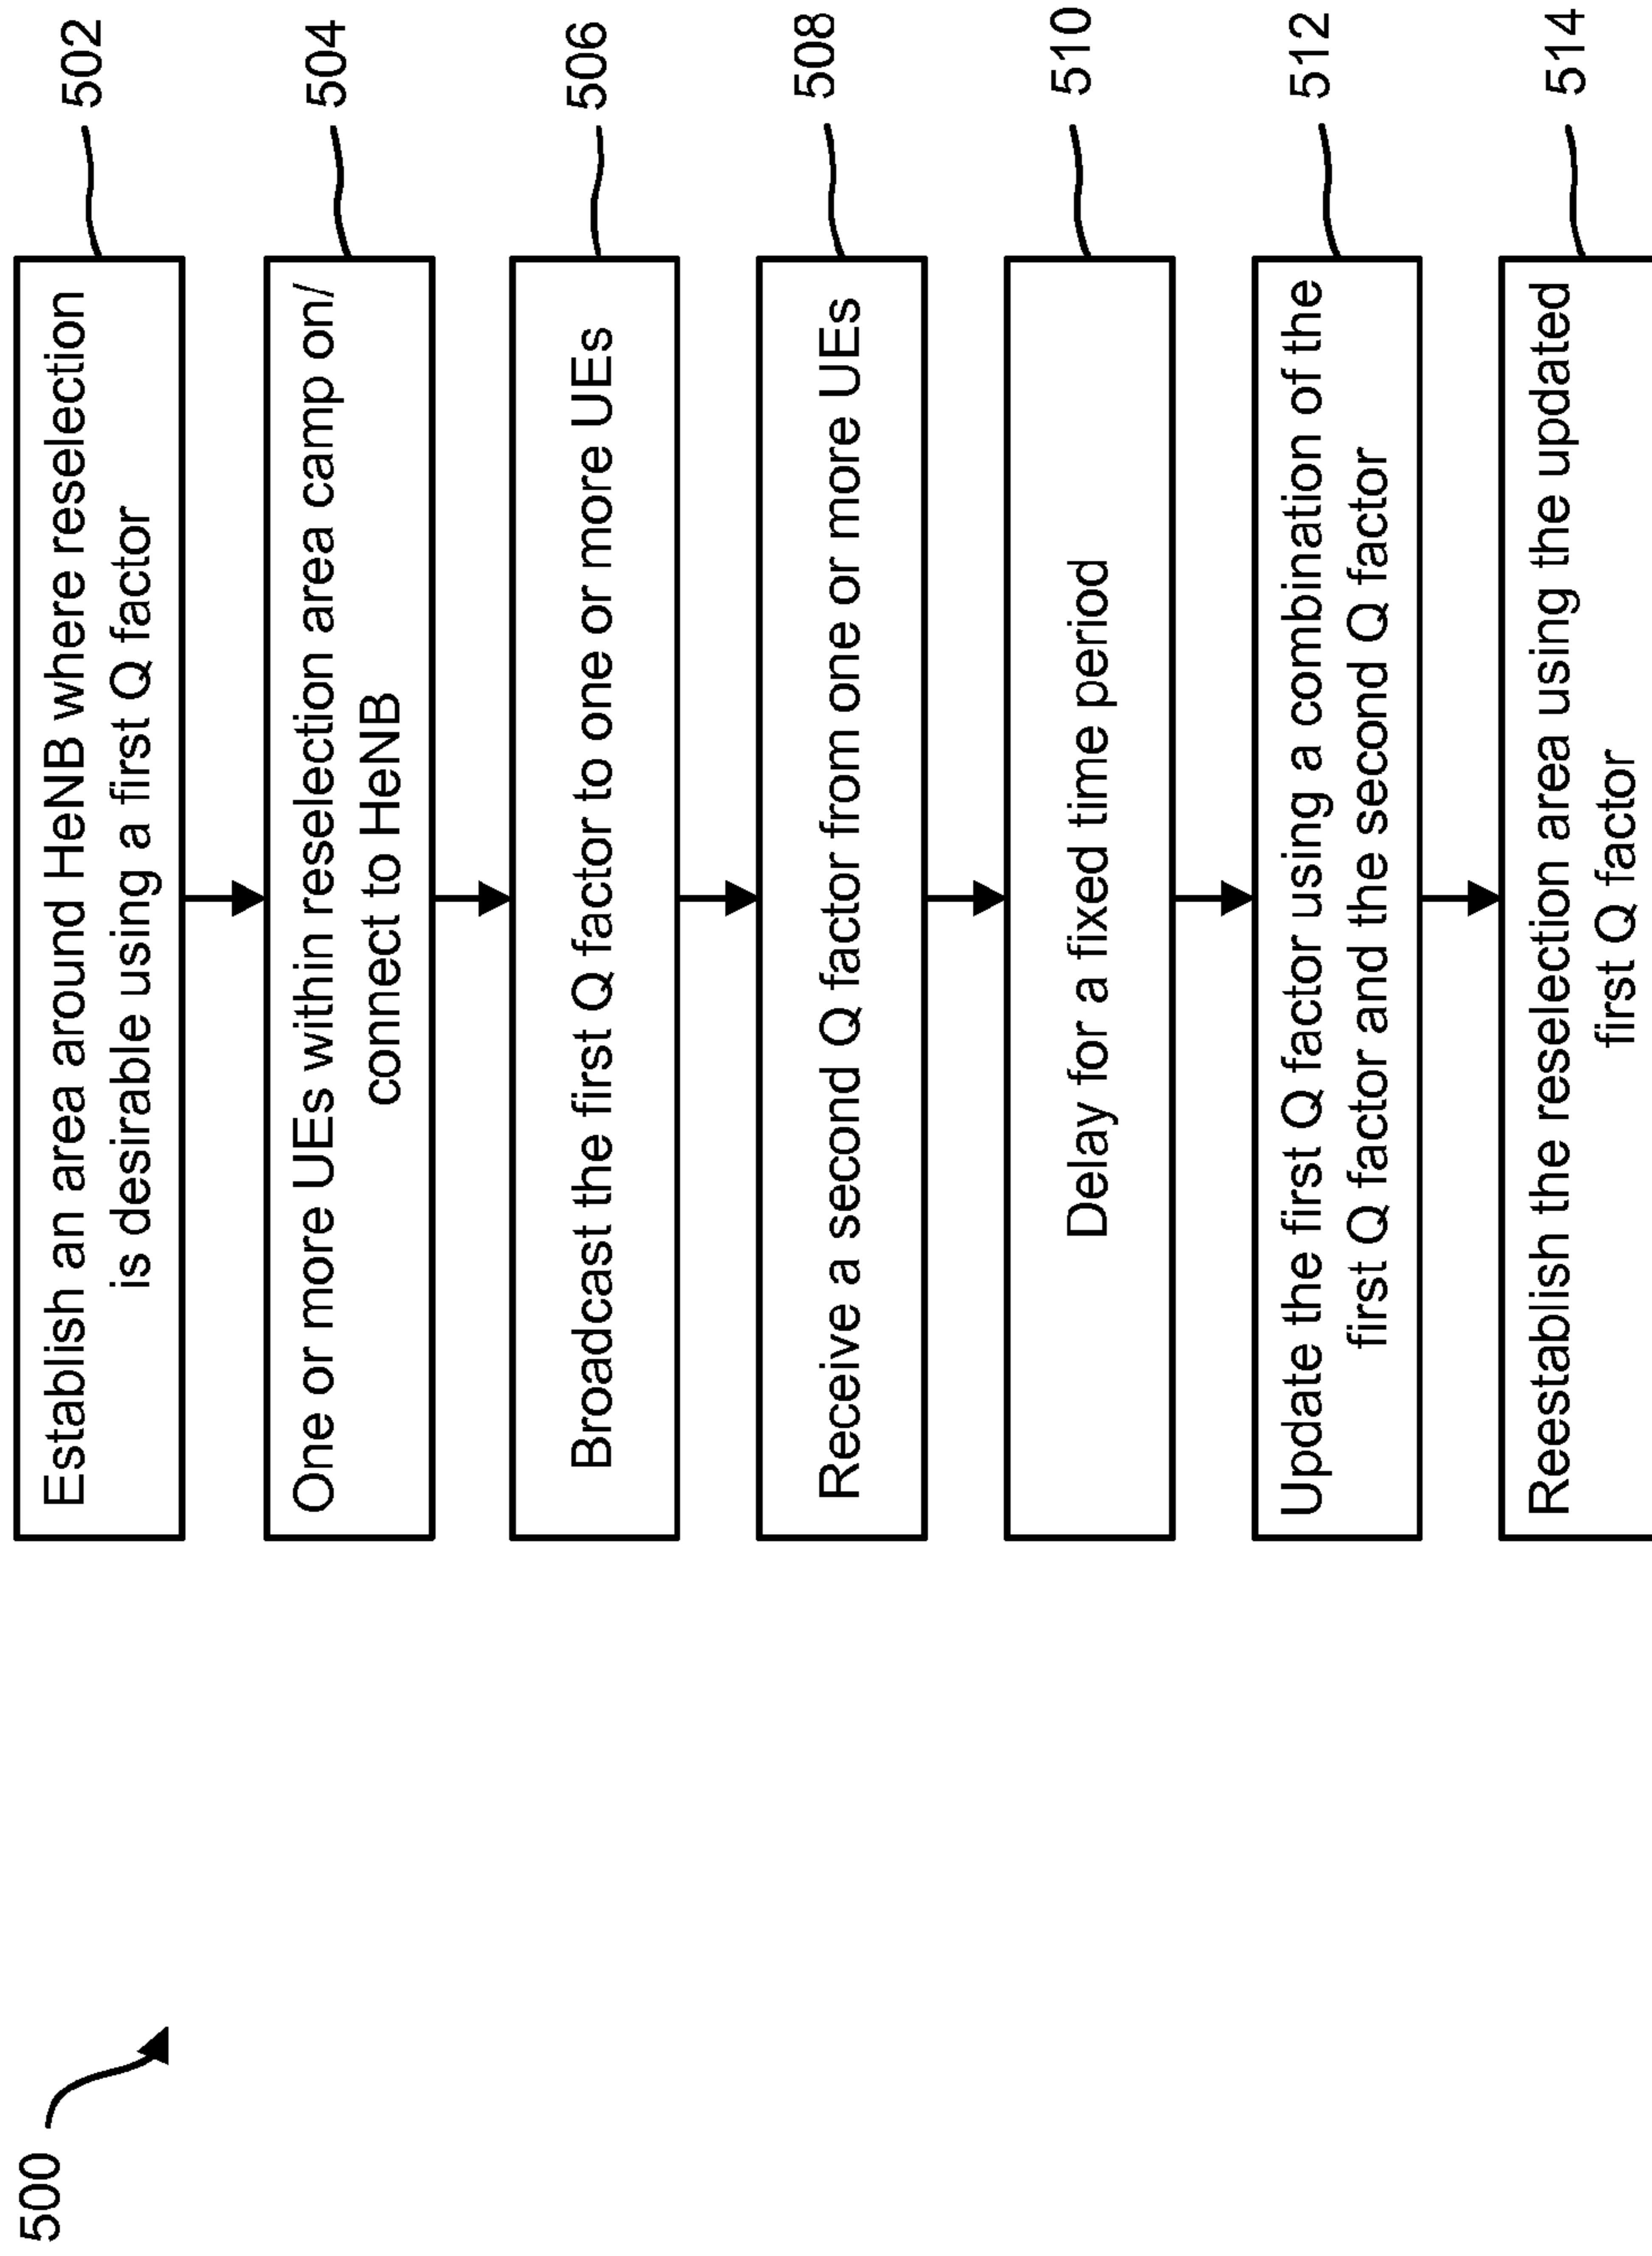 500
Establish an area around HeNB where reselection
is desirable using a first Q factor
502
One or more UEs within reselection area camp on/
connect to HeNB
504
Broadcast the first Q factor to one or more UEs
506
Receive a second Q factor from one or more UEs
508
Delay for a fixed time period
510
Update the first Q factor using a combination of the
first Q factor and the second Q factor
512
Reestablish the reselection area using the updated
first Q factor
514